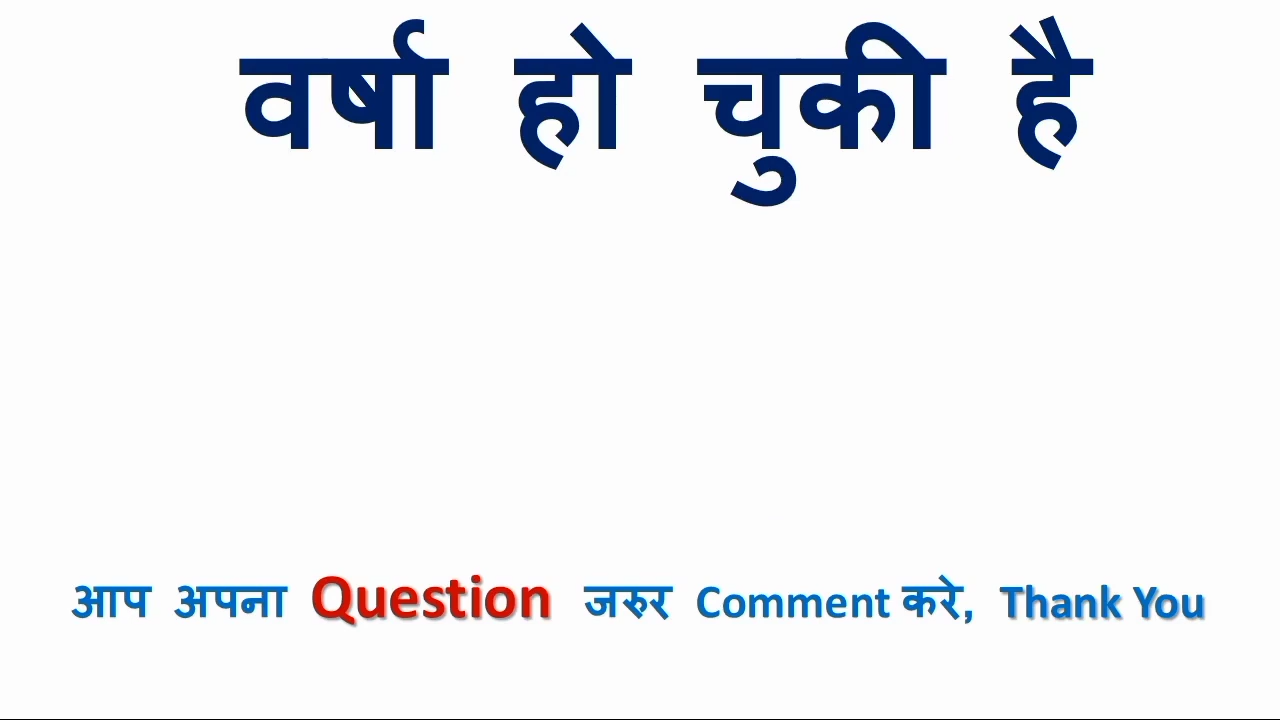 वर्षा हो चुकी है
आप अपना Question जरुर Comment करे, Thank You